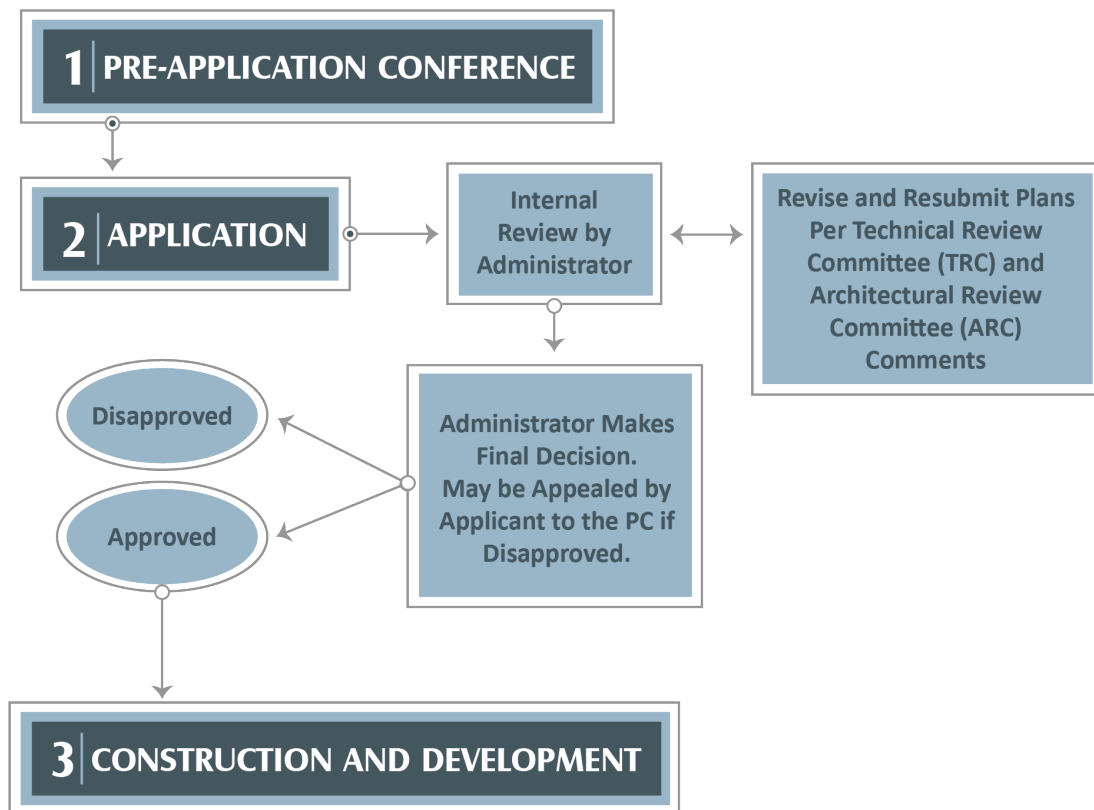 1 PRE-APPLICATION CONFERENCE
2 APPLICATION
Internal
Review by
Administrator
Revise and Resubmit Plans
Per Technical Review
Committee (TRC) and
Architectural Review
Committee (ARC)
Comments
Administrator Makes
Final Decision.
May be Appealed by
Applicant to the PC if
Disapproved.
Disapproved
Approved
3 CONSTRUCTION AND DEVELOPMENT